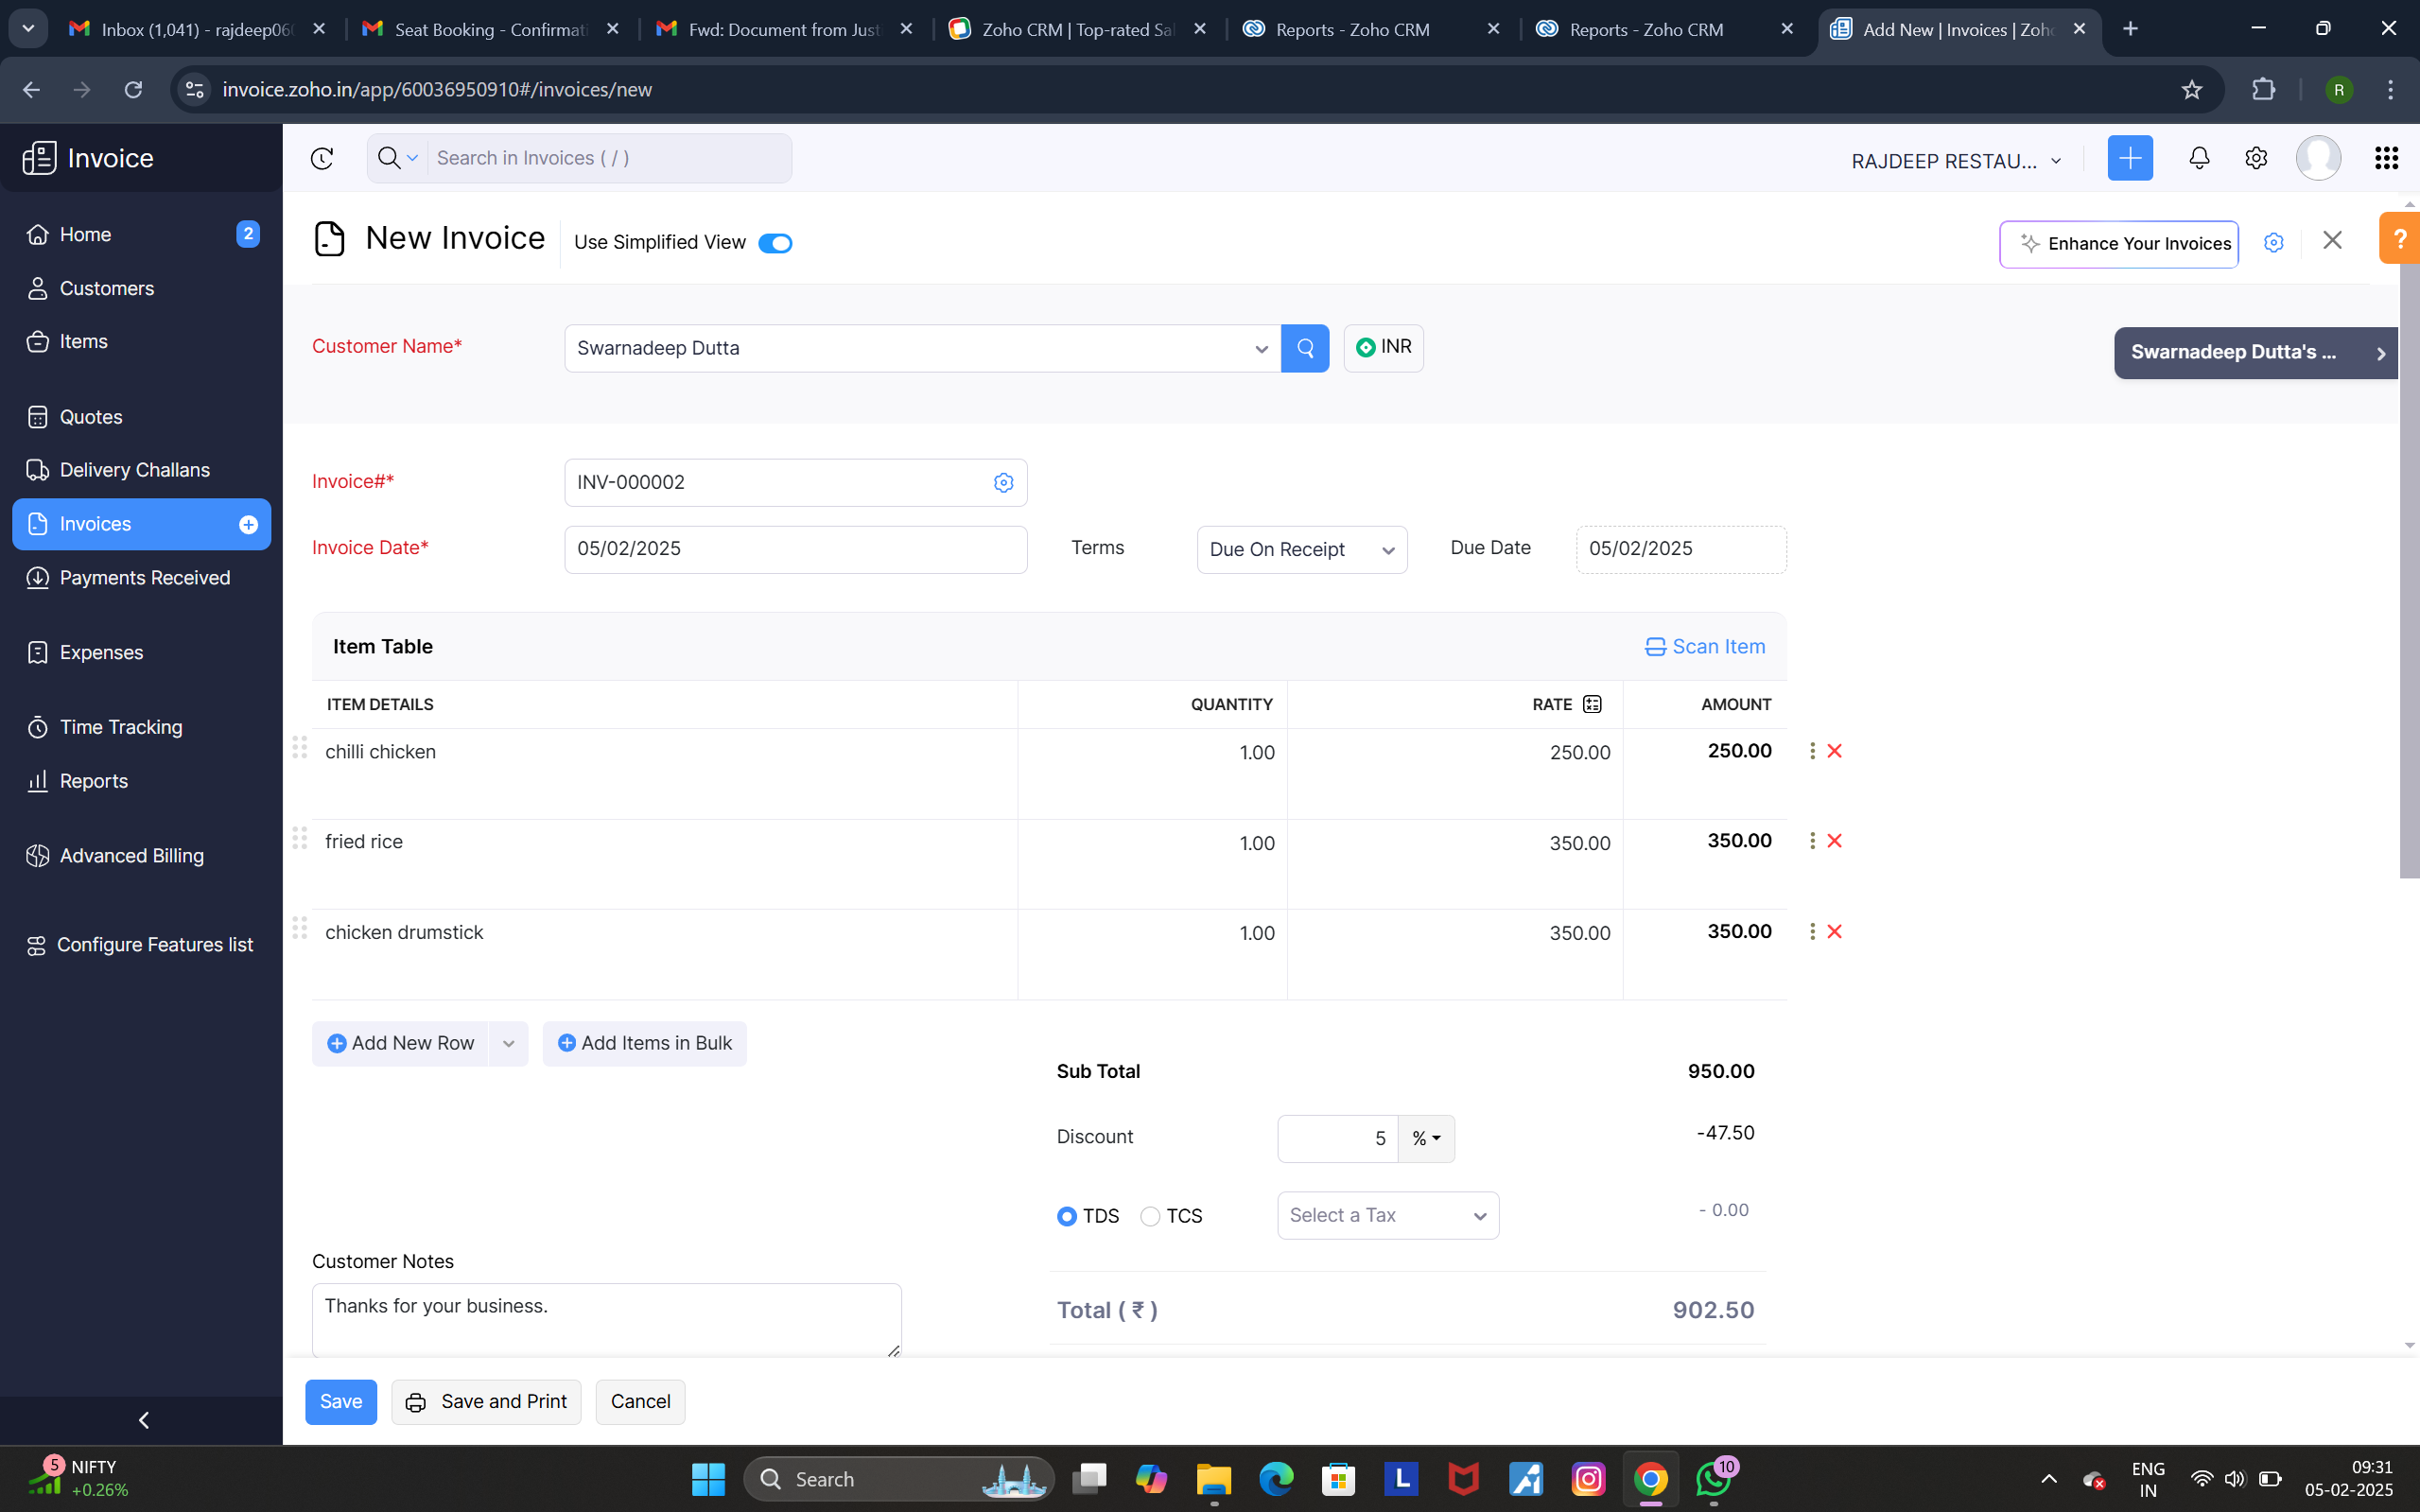 Inbox (1,041) - rajdeep06
Seat Booking - Confirmati
Fwd: Document from Just
Zoho CRM | Top-rated Sal
Reports - Zoho CRM
Reports - Zoho CRM
Add New | Invoices | Zoho
invoice.zoho.in/app/60036950910#/invoices/new
R
Invoice
Search in Invoices ( / )
RAJDEEP RESTAU...
Home 2
Customers
Items
Quotes
Delivery Challans
Invoices
Payments Received
Expenses
Time Tracking
Reports
Advanced Billing
Configure Features list
New Invoice
Use Simplified View
Enhance Your Invoices
?
Customer Name*
Swarnadeep Dutta
INR
Swarnadeep Dutta's ...
Invoice#*
INV-000002
Invoice Date*
05/02/2025
Terms
Due On Receipt
Due Date
05/02/2025
Item Table
Scan Item
ITEM DETAILS QUANTITY RATE AMOUNT
chilli chicken 1.00 250.00 250.00
fried rice 1.00 350.00 350.00
chicken drumstick 1.00 350.00 350.00
Add New Row
Add Items in Bulk
Sub Total 950.00
Discount 5 % -47.50
TDS TCS Select a Tax - 0.00
Customer Notes
Thanks for your business.
Total ( ₹ ) 902.50
Save
Save and Print
Cancel
5
NIFTY
+0.26%
Search
L
10
ENG
IN
09:31
05-02-2025